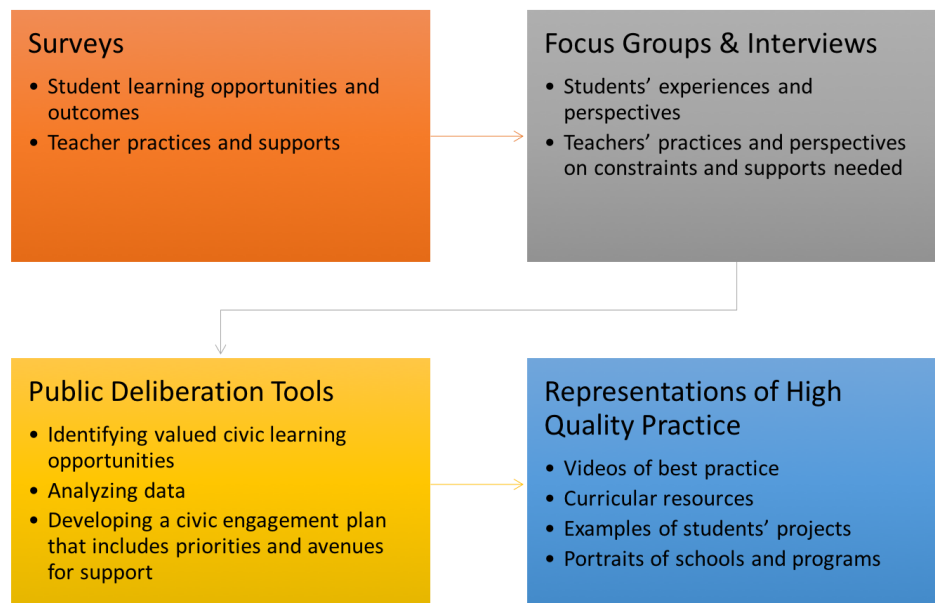 Surveys
• Student learning opportunities and
outcomes
• Teacher practices and supports
Focus Groups & Interviews
• Students’ experiences and
perspectives
• Teachers’ practices and perspectives
on constraints and supports needed
Public Deliberation Tools
• Identifying valued civic learning
opportunities
• Analyzing data
• Developing a civic engagement plan
that includes priorities and avenues
for support
Representations of High
Quality Practice
• Videos of best practice
• Curricular resources
• Examples of students’ projects
• Portraits of schools and programs